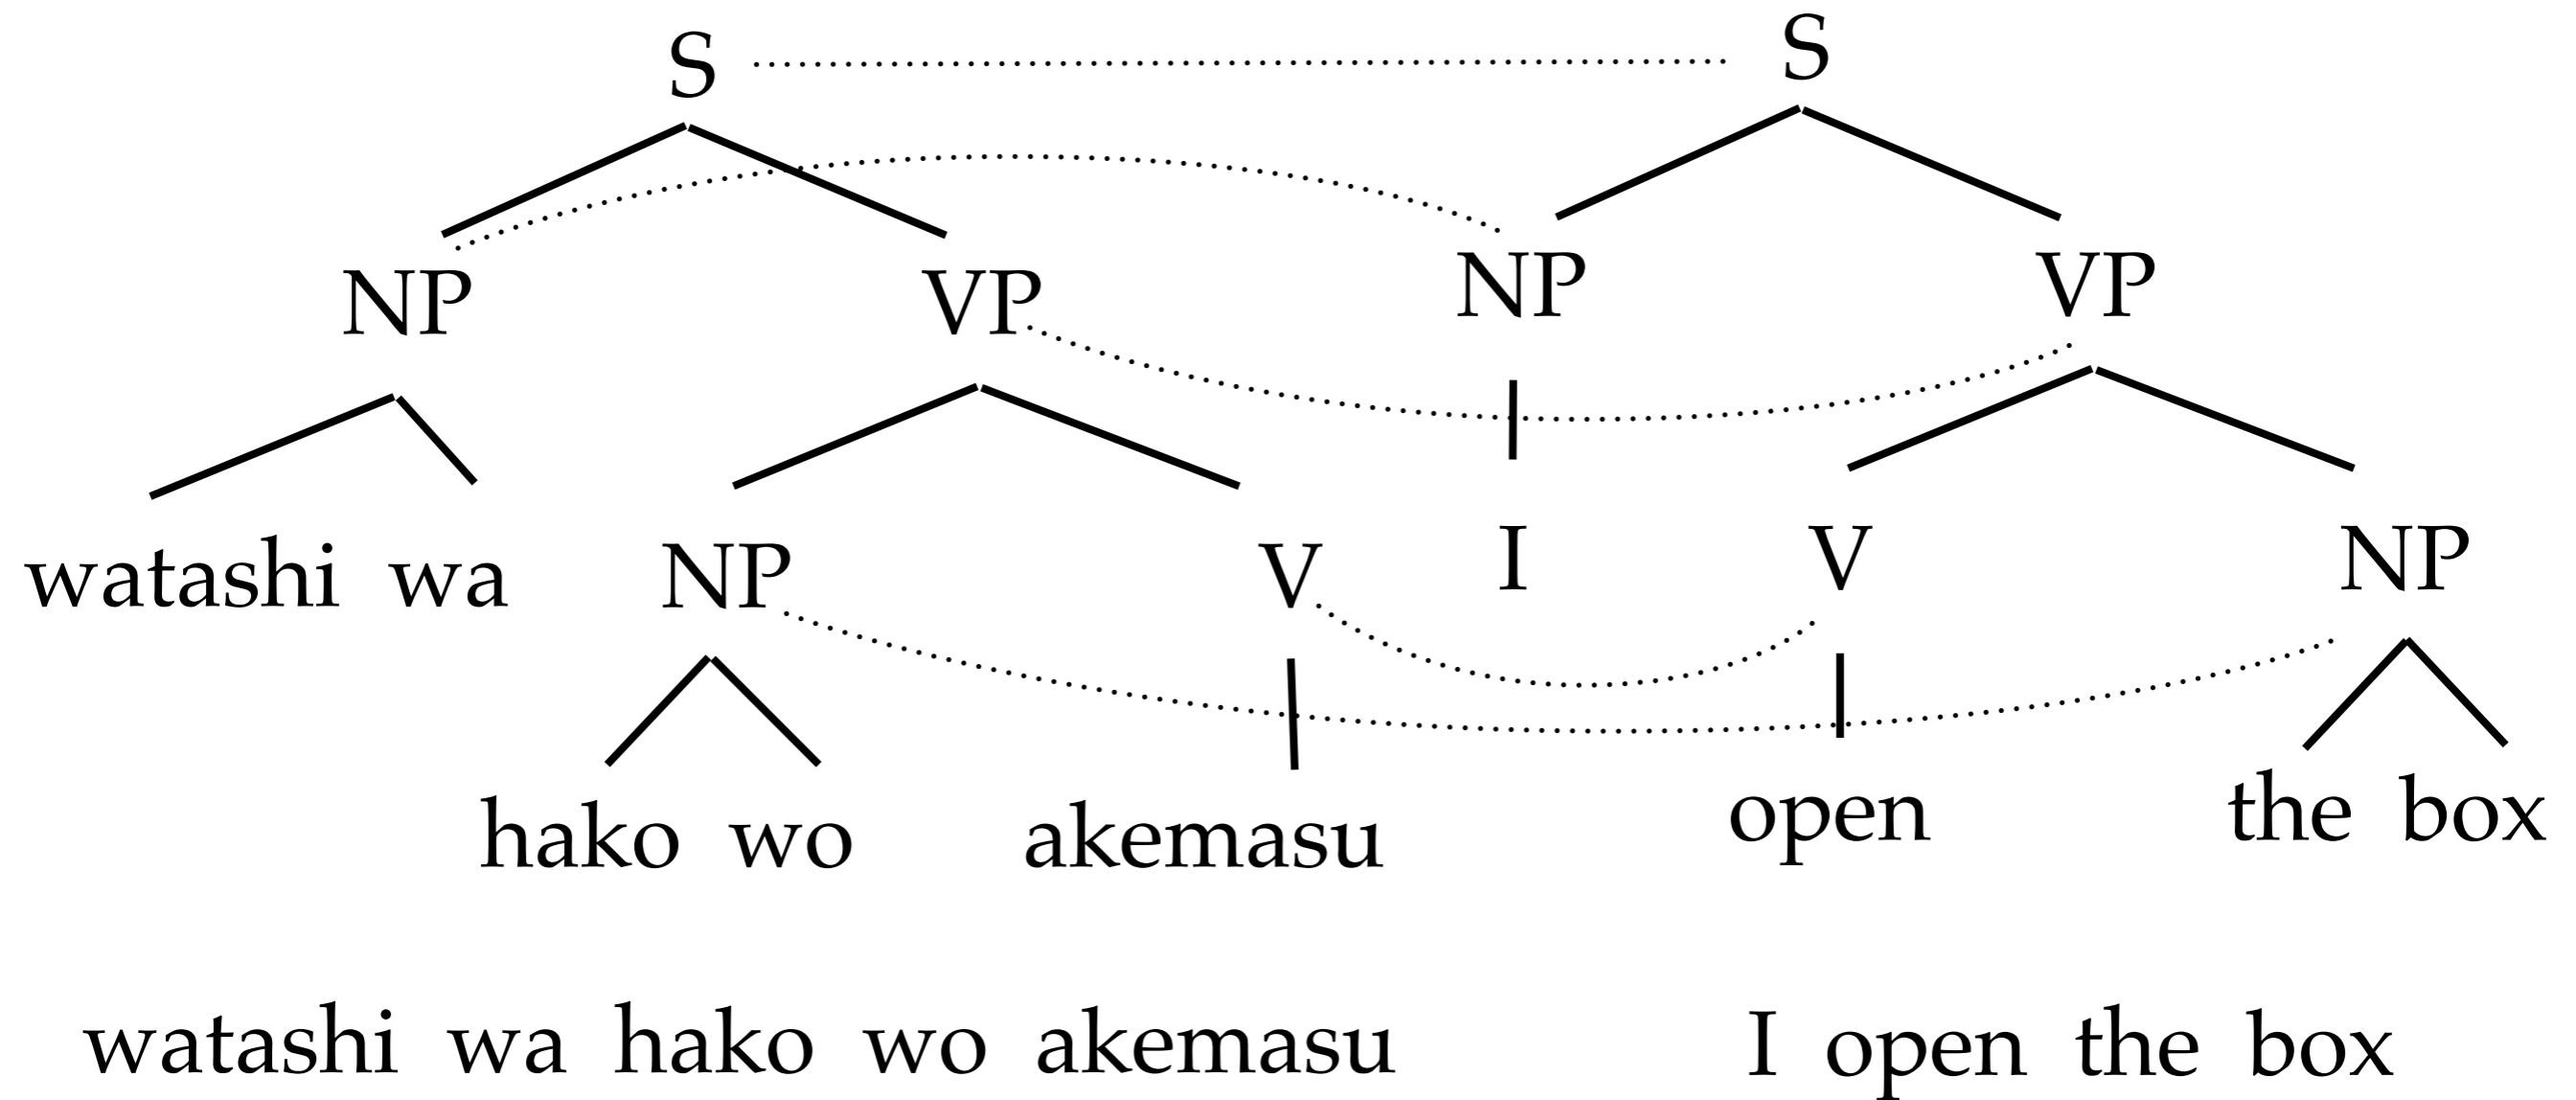 S S
NP VP NP VP
watashi wa NP V I V NP
hako wo akemasu open the box
watashi wa hako wo akemasu I open the box